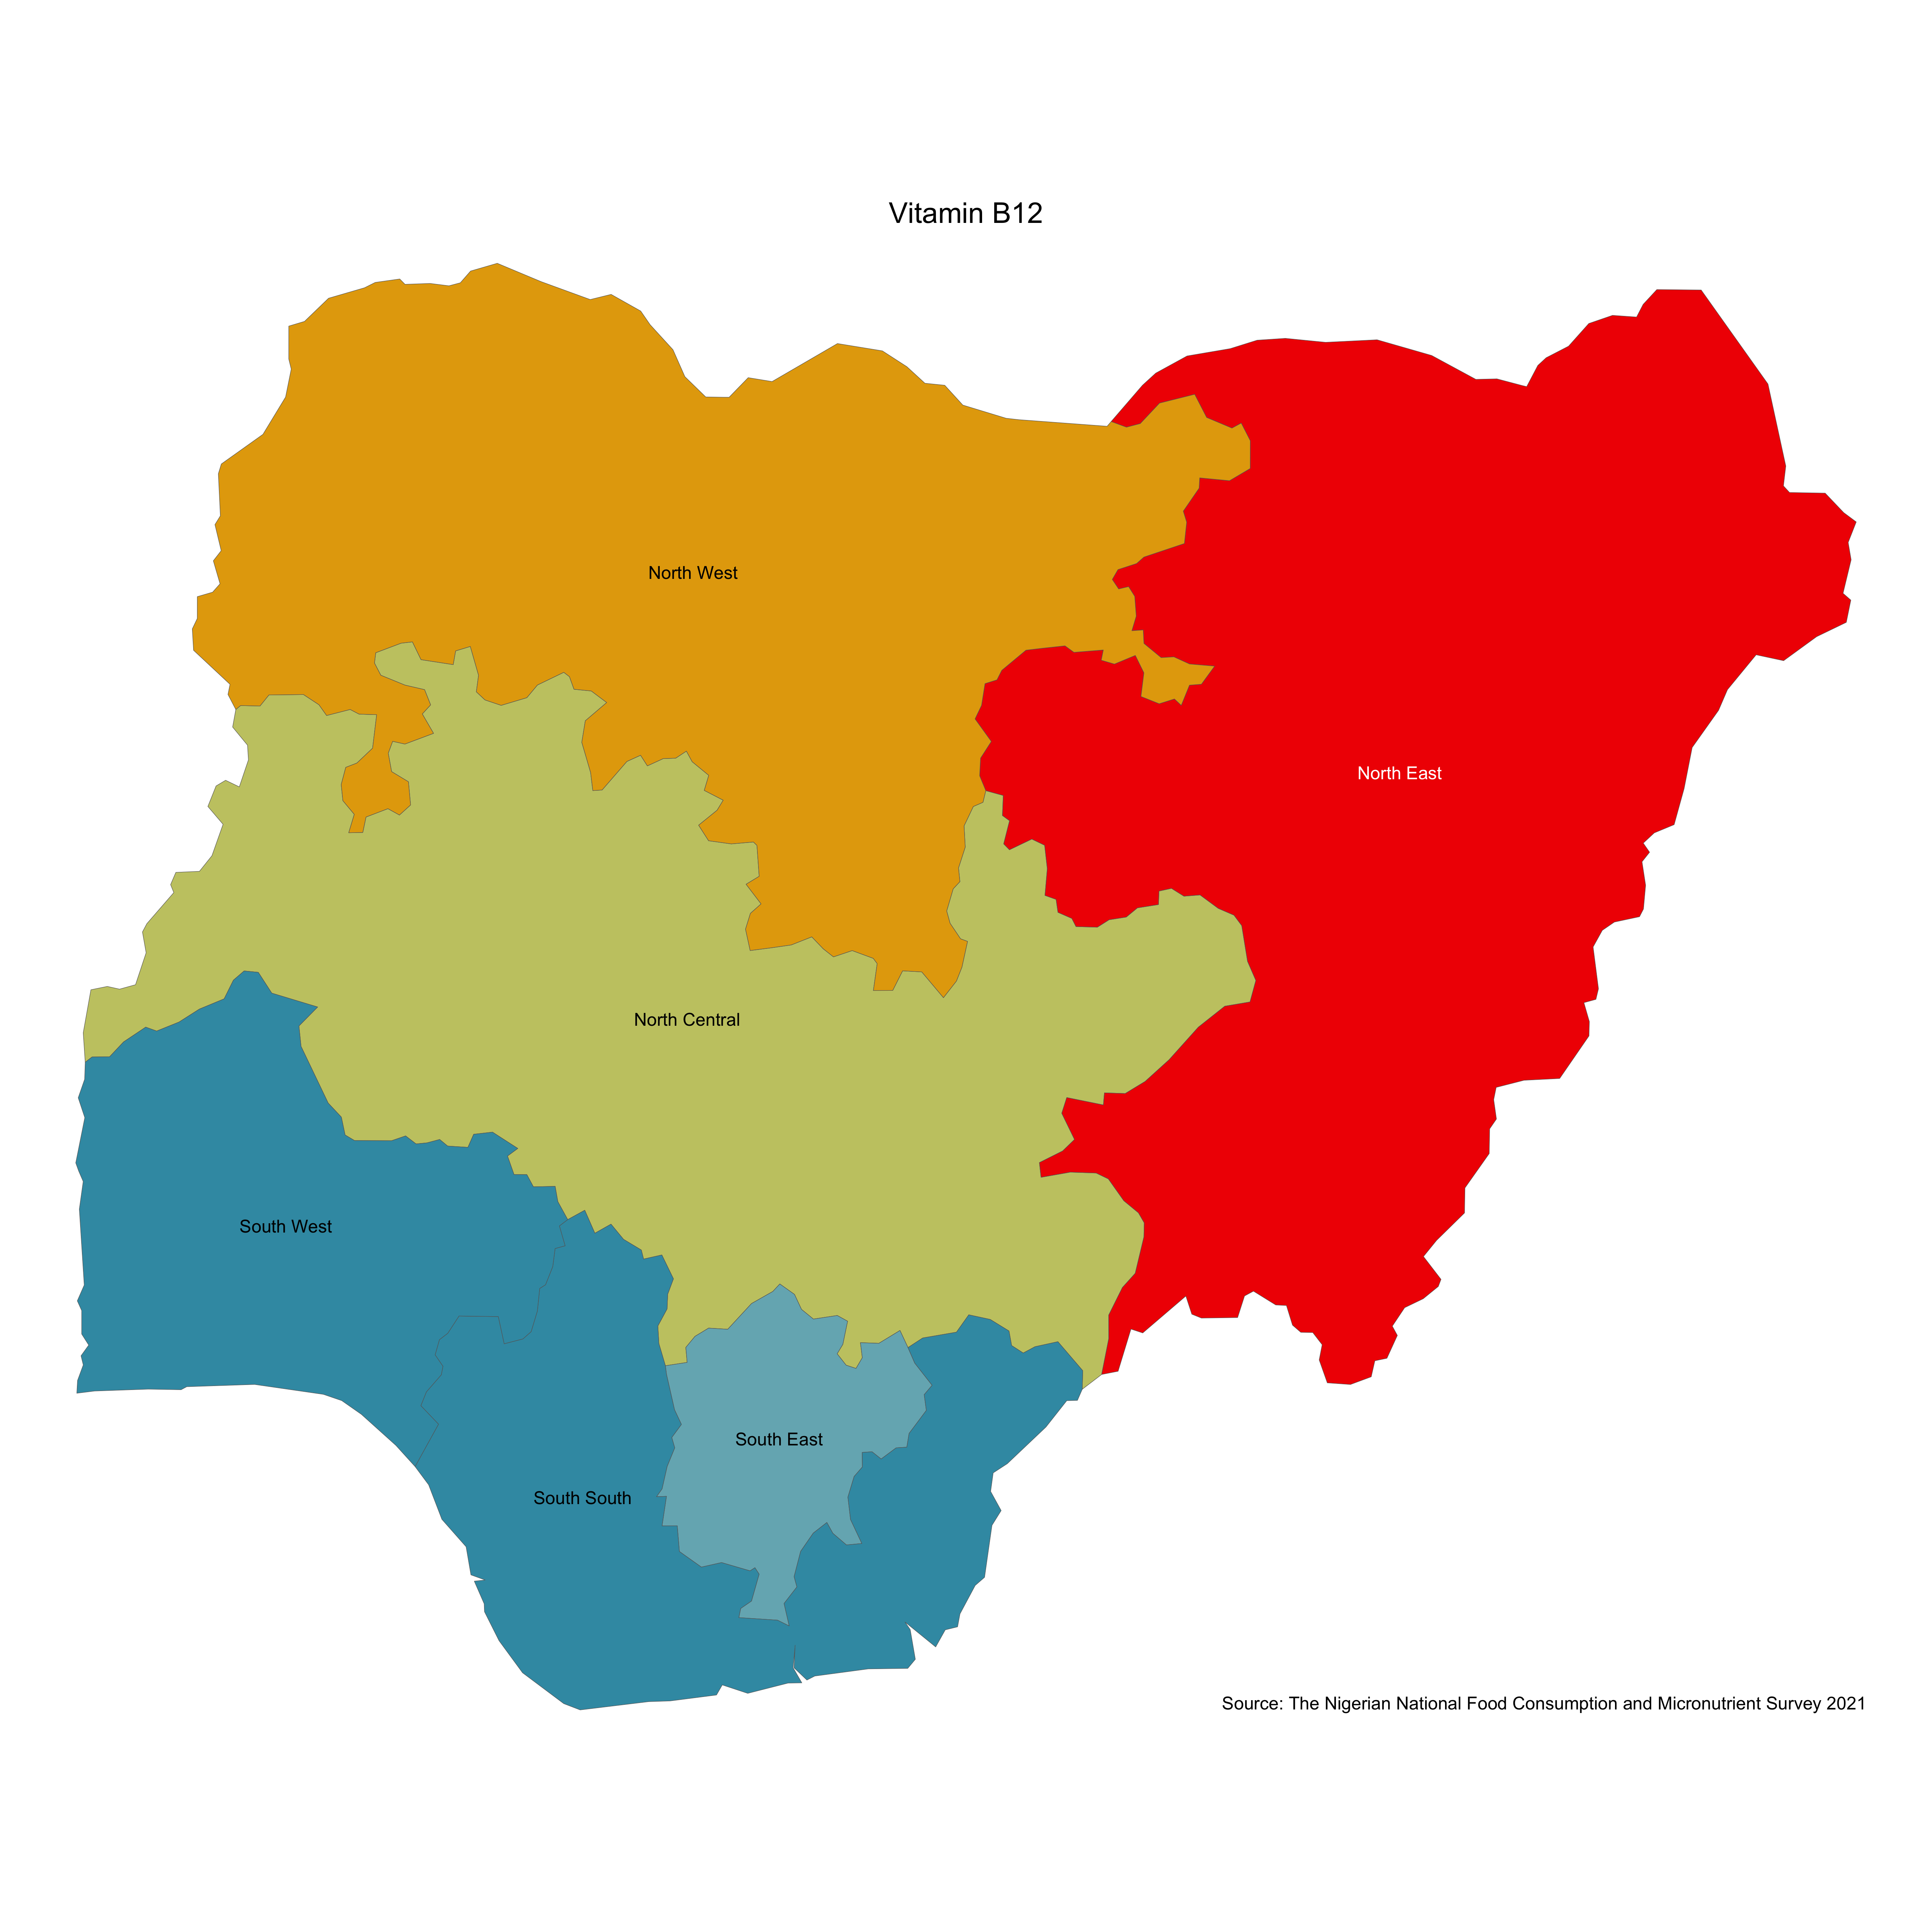 Vitamin B12
North West
North East
North Central
South West
South East
South South
Source: The Nigerian National Food Consumption and Micronutrient Survey 2021